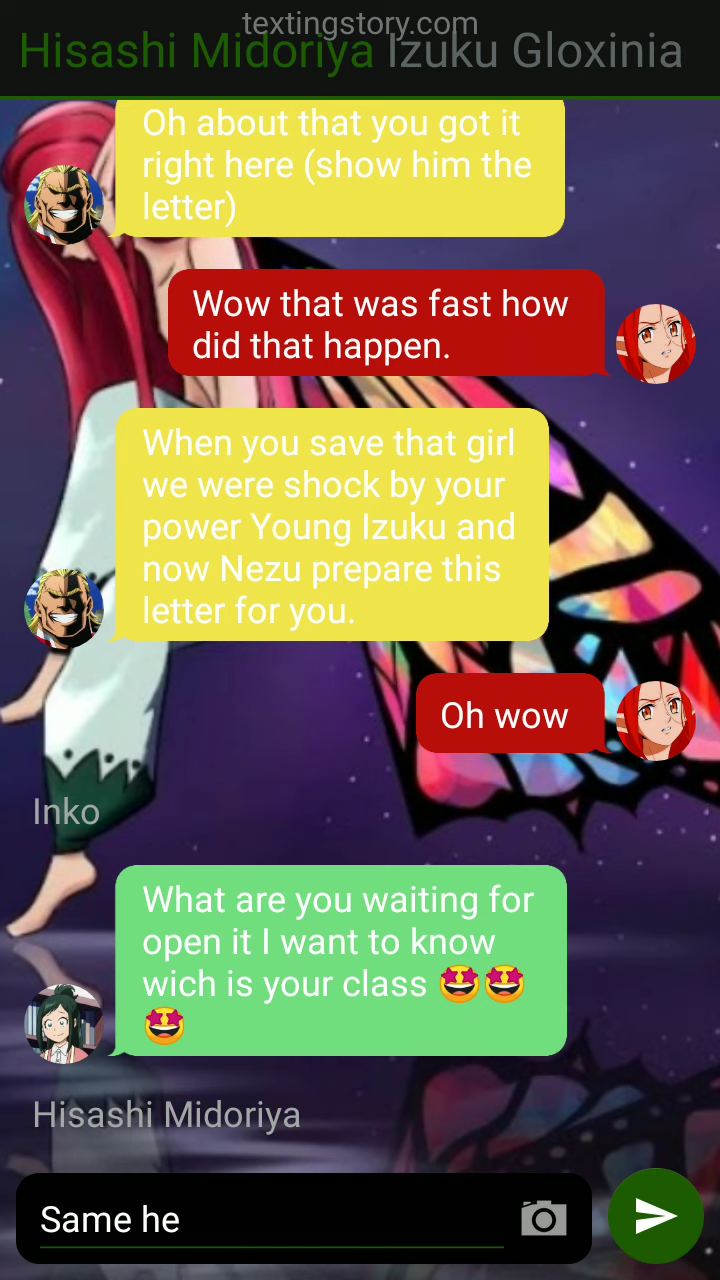 textingstory.com
Hisashi Midoriya Izuku Gloxinia
Oh about that you got it
right here (show him the
letter)
Wow that was fast how
did that happen.
When you save that girl
we were shock by your
power Young Izuku and
now Nezu prepare this
letter for you.
Oh wow
Inko
What are you waiting for
open it I want to know
wich is your class 🤩🤩
🤩
Hisashi Midoriya
Same he